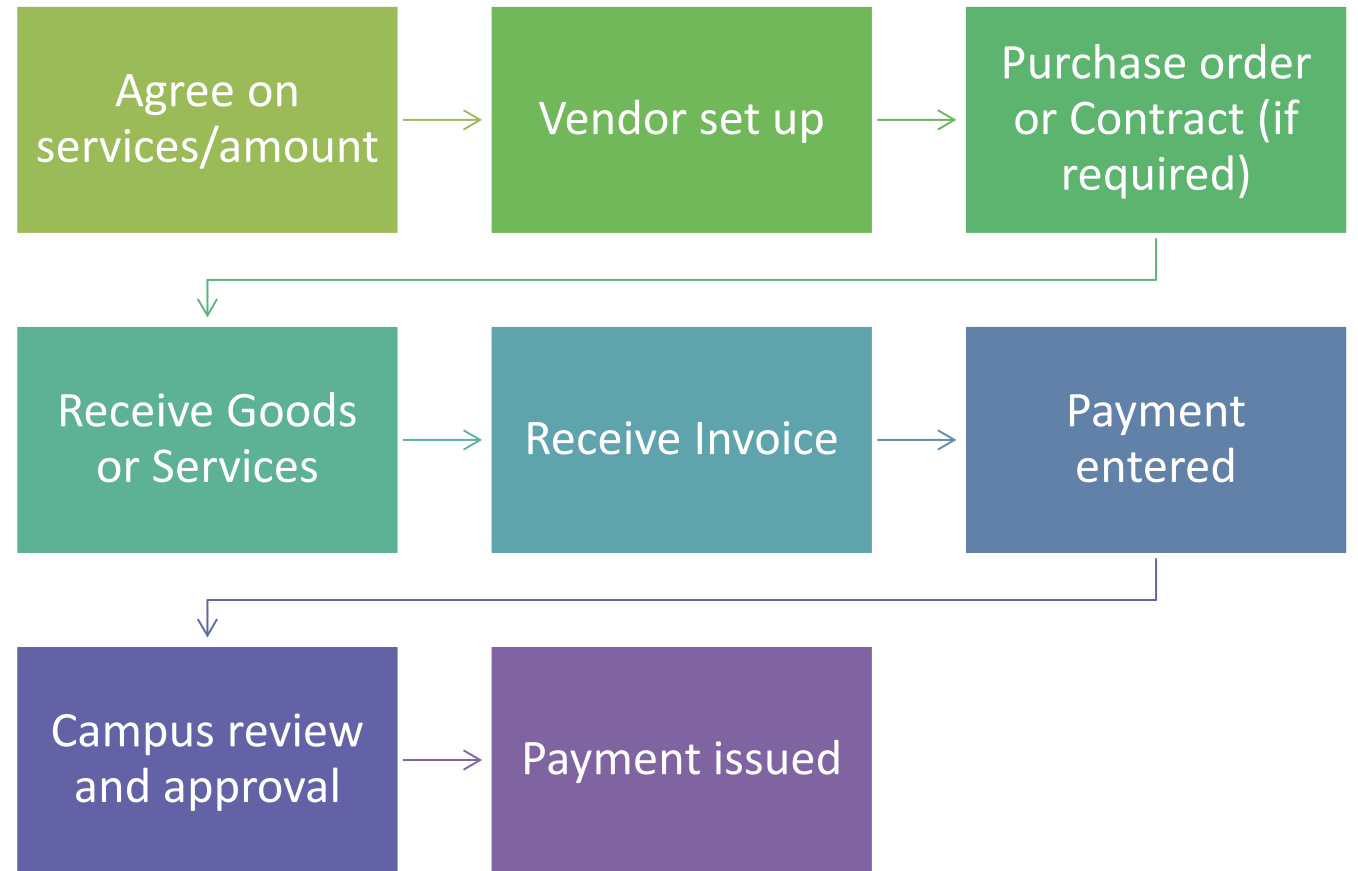 Agree on
services/amount
Vendor set up
Purchase order
or Contract (if
required)
Receive Goods
or Services
Receive Invoice
Payment
entered
Campus review
and approval
Payment issued